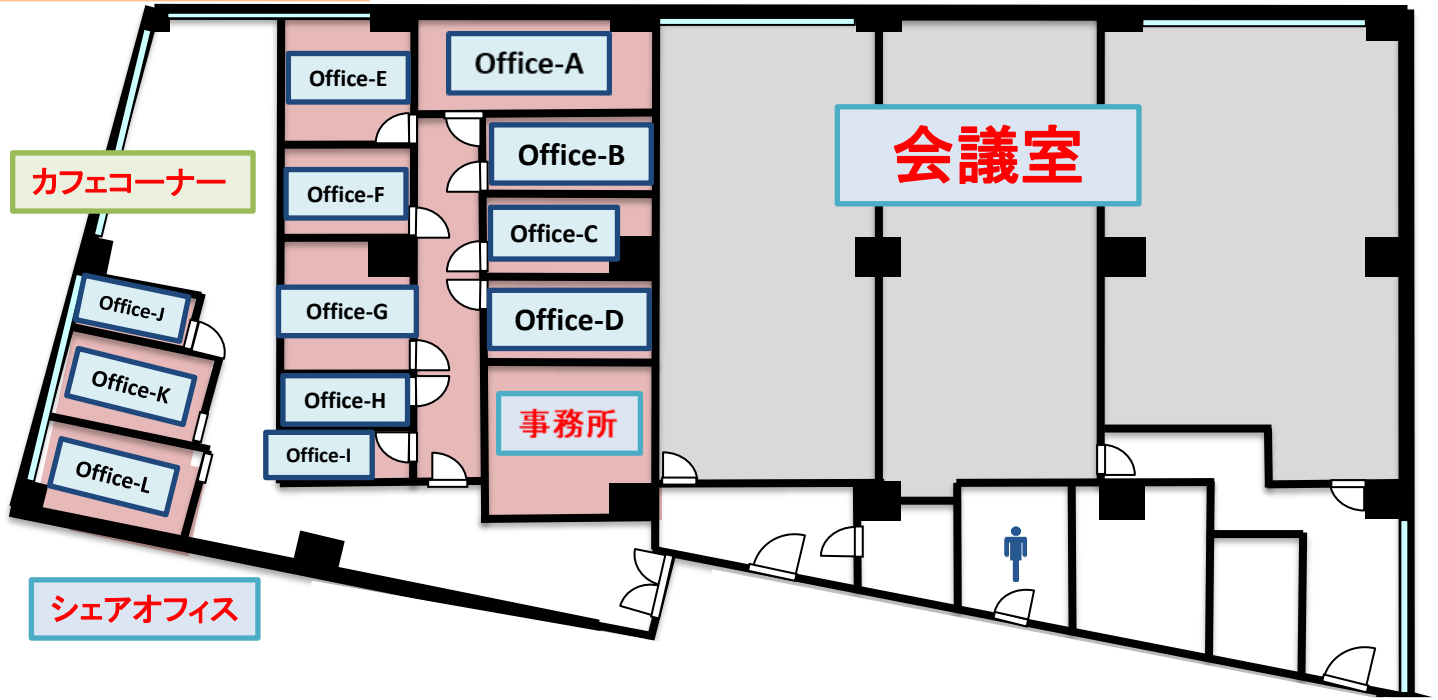 Office-A
Office-E
Office-B
会議室
カフェコーナー
Office-F
Office-C
Office-J
Office-G
Office-D
Office-K
Office-H
事務所
Office-I
Office-L
シェアオフィス